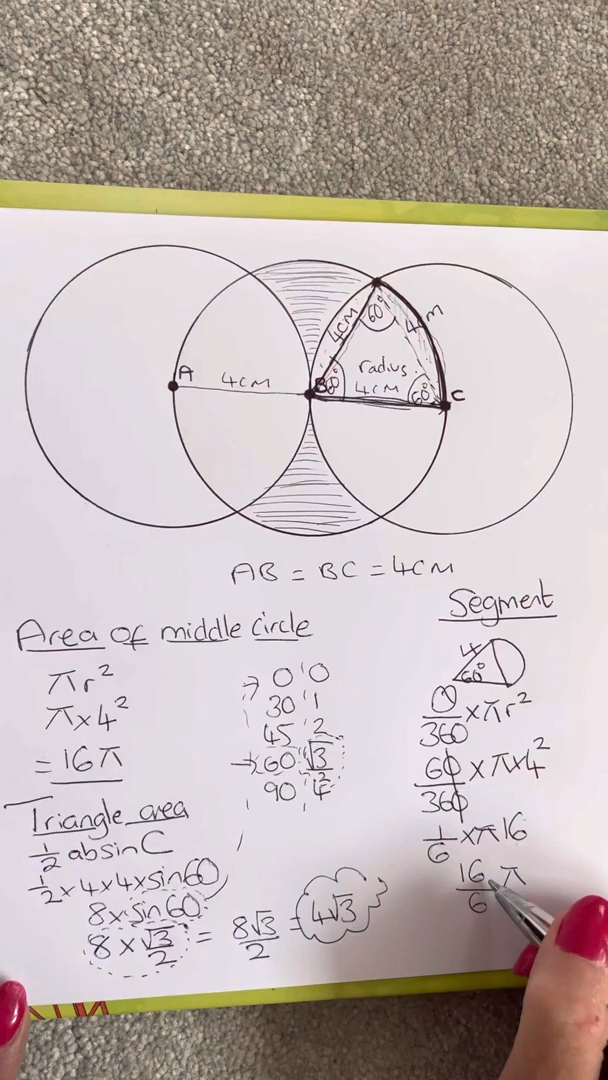 A
4cm
B
60°
4cm
60°
4cm
radius
4cm
60°
C
AB = BC = 4cm
Area of middle circle
πr²
π×4²
= 16π
0 0
30 1
45 2
→ 60 √3
90 4
Triangle area
½ absinC
½×4×4×sin60
8×sin60
8×√3/2 = 8√3/2 = 4√3
Segment
4
60°
θ/360 ×πr²
60/360 ×π×4²
1/6 ×π16
16/6 π